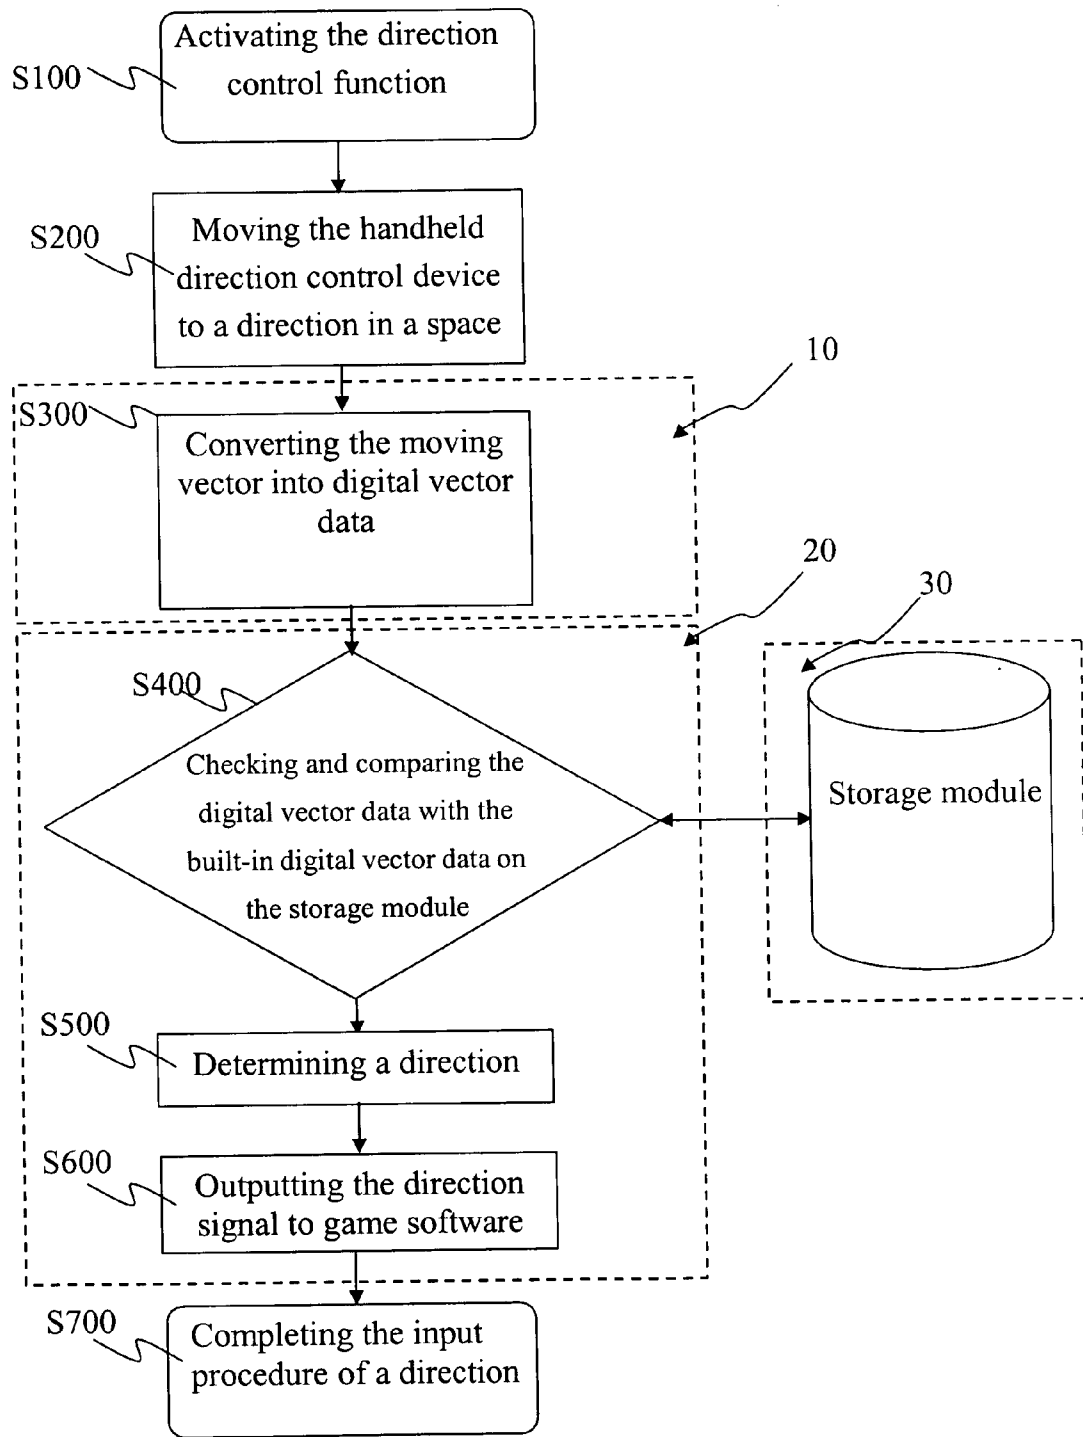 Activating the direction
control function
S100
Moving the handheld
direction control device
to a direction in a space
S200
10
S300
Converting the moving
vector into digital vector
data
20
30
S400
Checking and comparing the
digital vector data with the
built-in digital vector data on
the storage module
Storage module
S500
Determining a direction
S600
Outputting the direction
signal to game software
S700
Completing the input
procedure of a direction